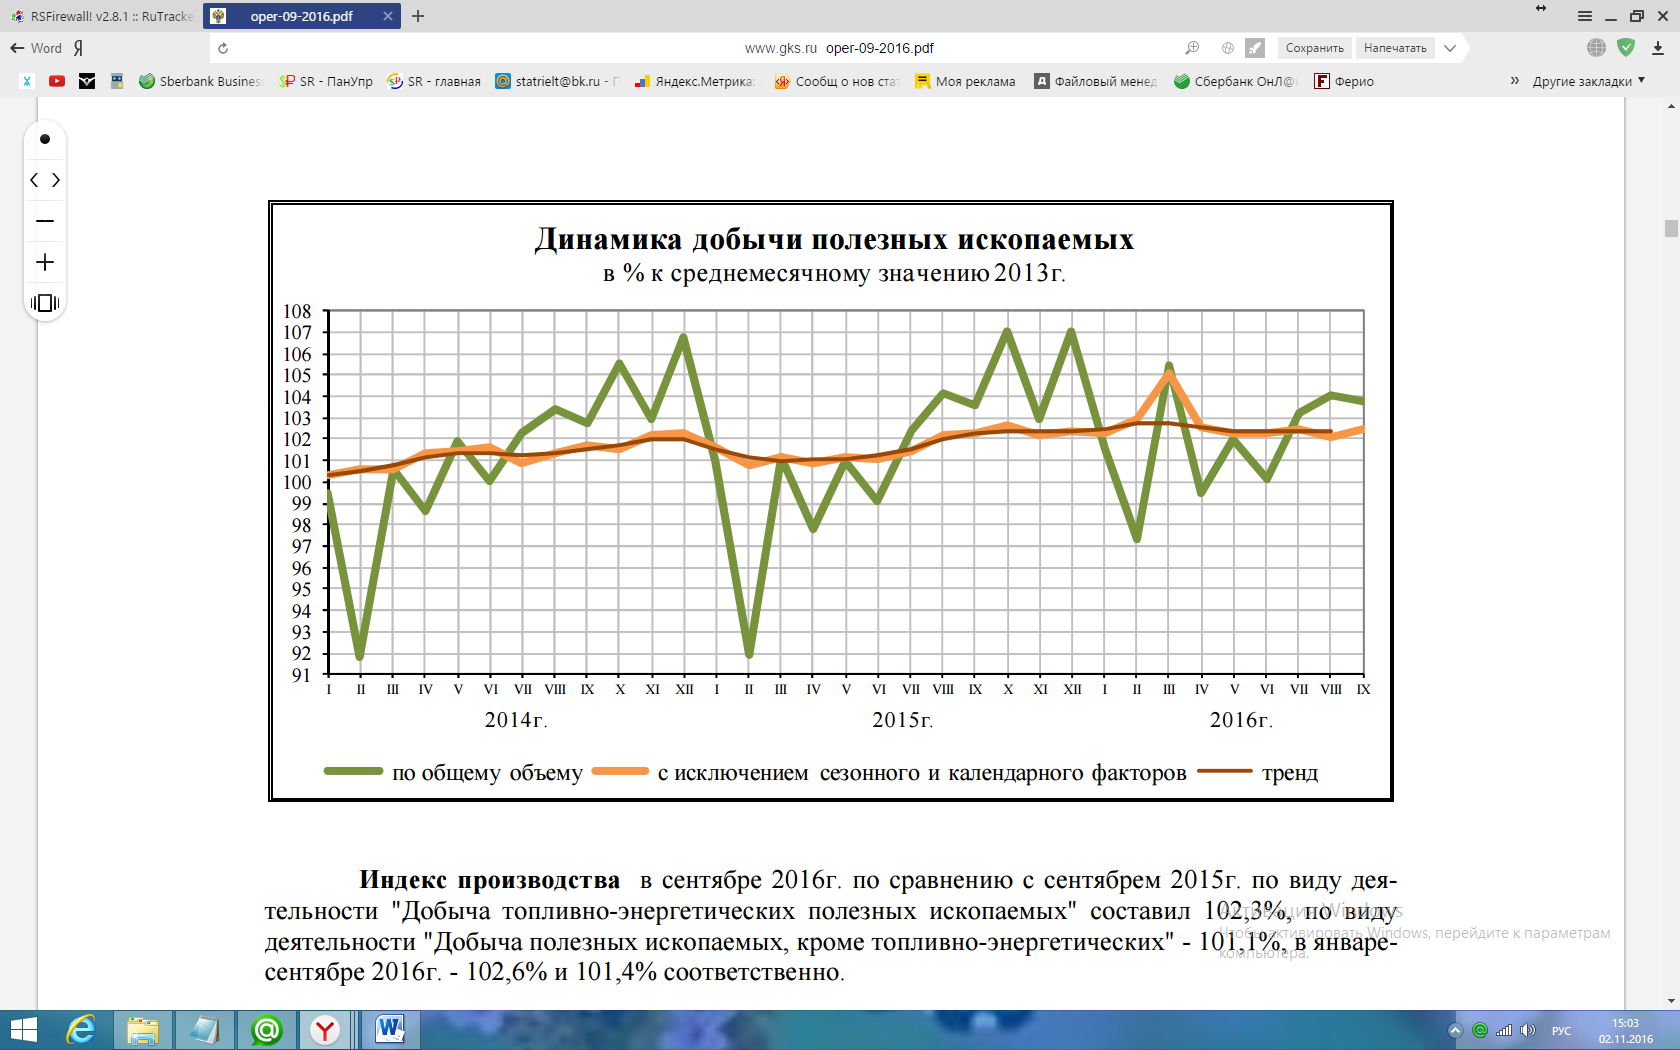 RSFirewall! v2.8.1 :: RuTracke
oper-09-2016.pdf
Word
www.gks.ru oper-09-2016.pdf
Сохранить
Напечатать
Sberbank Business
SR - ПанУпр
SR - главная
statrielt@bk.ru - П
Яндекс.Метрика:
Сообщ о нов стат
Моя реклама
Файловый менед
Сбербанк ОнЛ@й
Ферио
» Другие закладки
Динамика добычи полезных ископаемых
в % к среднемесячному значению 2013г.
108
107
106
105
104
103
102
101
100
99
98
97
96
95
94
93
92
91
I II III IV V VI VII VIII IX X XI XII I II III IV V VI VII VIII IX X XI XII I II III IV V VI VII VIII IX
2014г. 2015г. 2016г.
по общему объему с исключением сезонного и календарного факторов тренд
Индекс производства в сентябре 2016г. по сравнению с сентябрем 2015г. по виду дея-
тельности "Добыча топливно-энергетических полезных ископаемых" составил 102,3%, по виду
деятельности "Добыча полезных ископаемых, кроме топливно-энергетических" - 101,1%, в январе-
сентябре 2016г. - 102,6% и 101,4% соответственно.
Активация Windows
Чтобы активировать Windows, перейдите к параметрам
компьютера.
РУС
15:03
02.11.2016